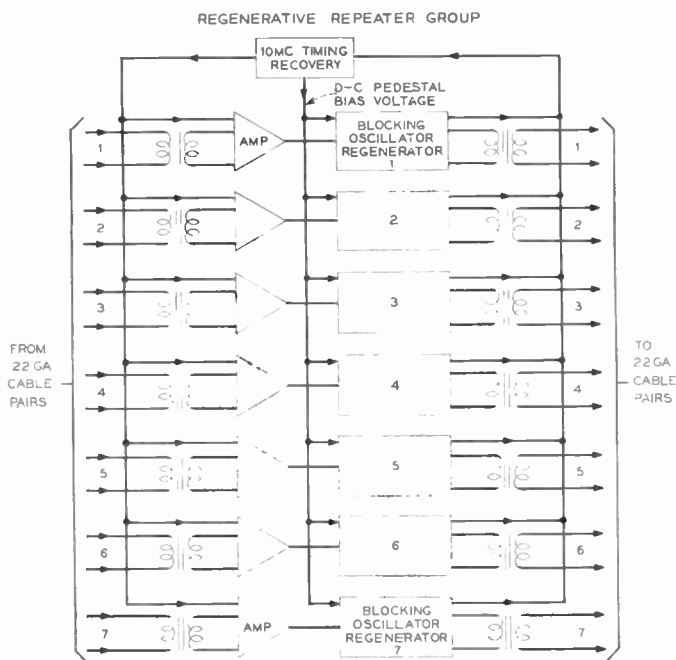 REGENERATIVE REPEATER GROUP
10MC TIMING
RECOVERY
D-C PEDESTAL
BIAS VOLTAGE
1
AMP
BLOCKING
OSCILLATOR
REGENERATOR
1
1
2
2
2
3
3
3
FROM
22 GA
CABLE
PAIRS
4
4
4
TO
22 GA
CABLE
PAIRS
5
5
5
6
6
6
7
AMP
BLOCKING
OSCILLATOR
REGENERATOR
7
7